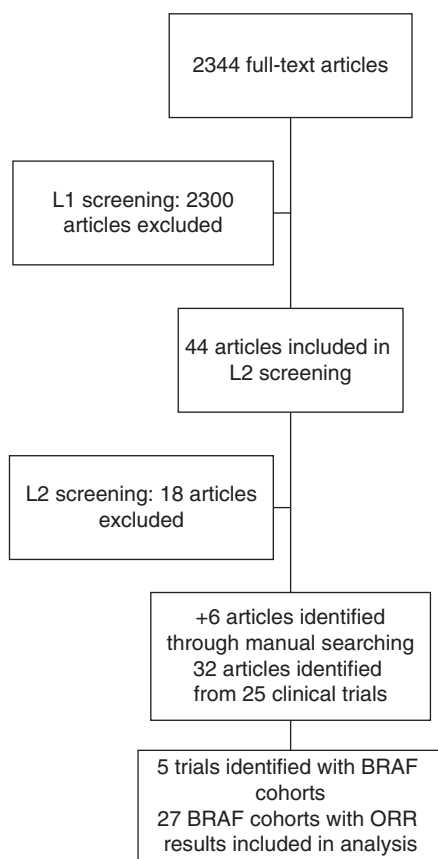 2344 full-text articles
L1 screening: 2300
articles excluded
44 articles included in
L2 screening
L2 screening: 18 articles
excluded
+6 articles identified
through manual searching
32 articles identified
from 25 clinical trials
5 trials identified with BRAF
cohorts
27 BRAF cohorts with ORR
results included in analysis